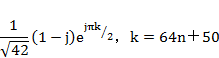 1/√42 (1 − j)e^(jπk/2), k = 64n+50